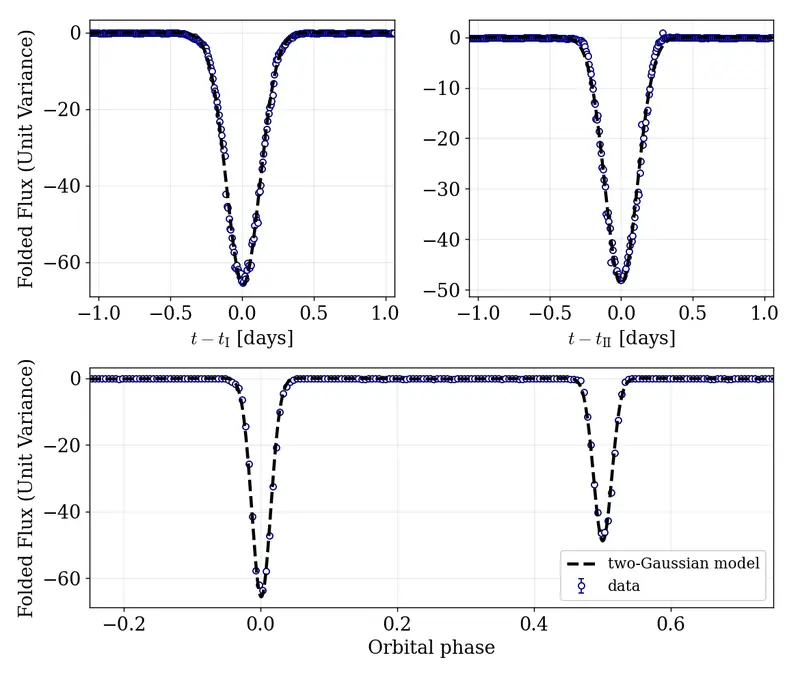 Folded Flux (Unit Variance)
0
−20
−40
−60
−1.0 −0.5 0.0 0.5 1.0
t − tI [days]
0
−10
−20
−30
−40
−50
−1.0 −0.5 0.0 0.5 1.0
t − tII [days]
Folded Flux (Unit Variance)
0
−20
−40
−60
two-Gaussian model
data
−0.2 0.0 0.2 0.4 0.6
Orbital phase